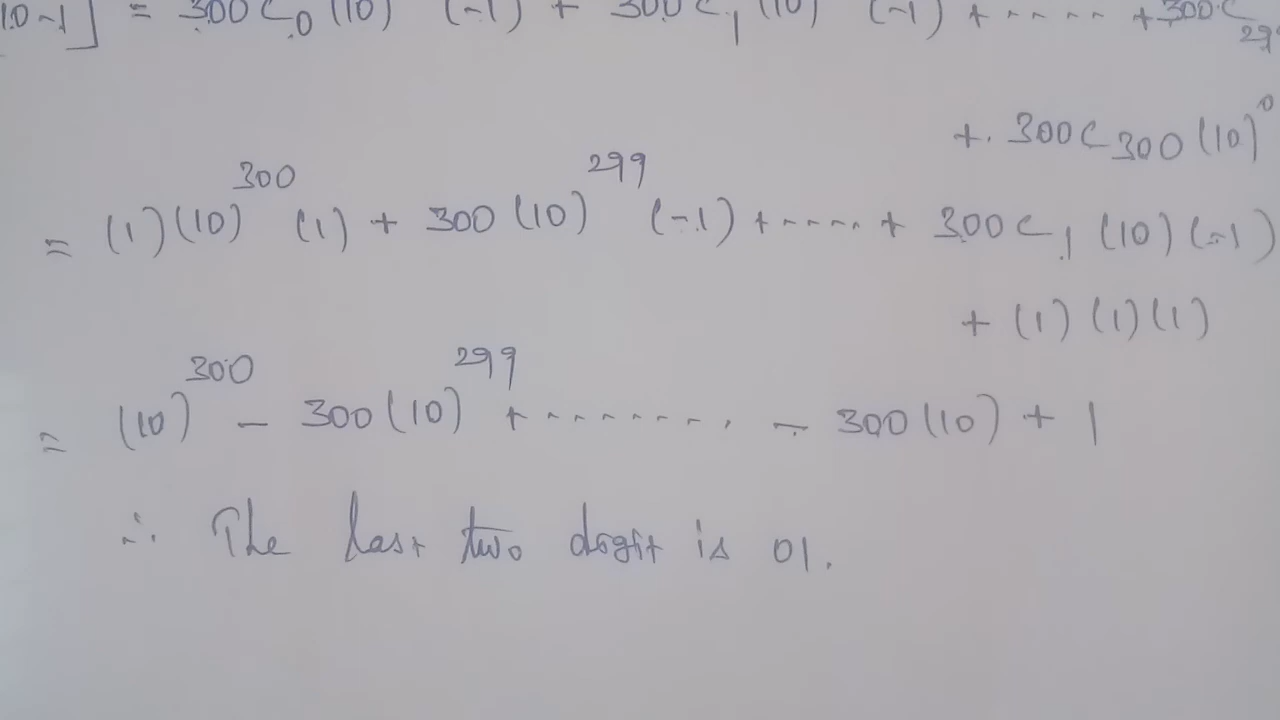 10-1] = 300C0 (10) (-1) + 300C1 (10) (-1) + ..... + 300C29
+. 300C300 (10)^0
= (1)(10)^300 (1) + 300 (10)^299 (-1) + ..... + 300C1 (10)(-1)
+ (1)(1)(1)
= (10)^300 - 300(10)^299 + ........ - 300(10) + 1
∴ The last two digit is 01.